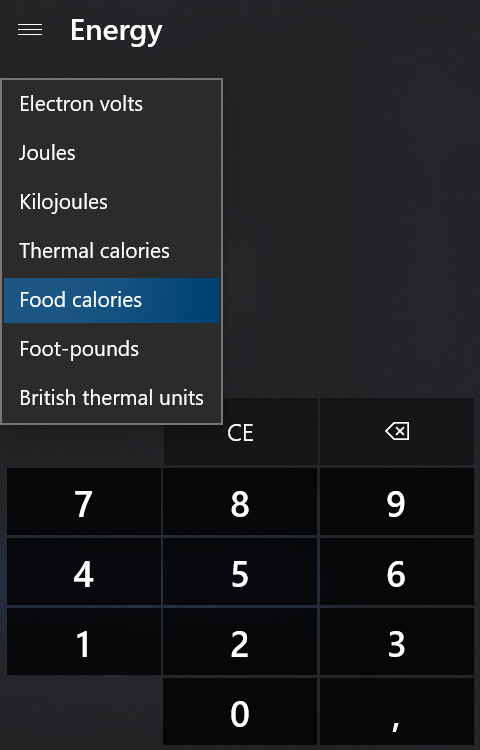 Energy
Electron volts
Joules
Kilojoules
Thermal calories
Food calories
Foot-pounds
British thermal units
CE
7 8 9
4 5 6
1 2 3
0 ,